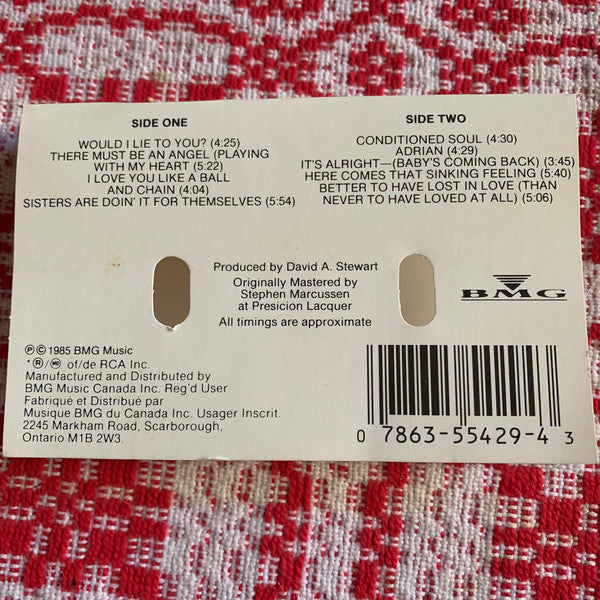 SIDE ONE
WOULD I LIE TO YOU? (4:25)
THERE MUST BE AN ANGEL (PLAYING
WITH MY HEART) (5:22)
I LOVE YOU LIKE A BALL
AND CHAIN (4:04)
SISTERS ARE DOIN' IT FOR THEMSELVES (5:54)
SIDE TWO
CONDITIONED SOUL (4:30)
ADRIAN (4:29)
IT'S ALRIGHT—(BABY'S COMING BACK) (3:45)
HERE COMES THAT SINKING FEELING (5:40)
BETTER TO HAVE LOST IN LOVE (THAN
NEVER TO HAVE LOVED AT ALL) (5:06)
Produced by David A. Stewart
Originally Mastered by
Stephen Marcussen
at Presicion Lacquer
All timings are approximate
BMG
℗© 1985 BMG Music
*®/ of/de RCA Inc.
Manufactured and Distributed by
BMG Music Canada Inc. Reg'd User
Fabriqué et Distribué par
Musique BMG du Canada Inc. Usager Inscrit.
2245 Markham Road, Scarborough,
Ontario M1B 2W3.
0 7863-55429-4 3